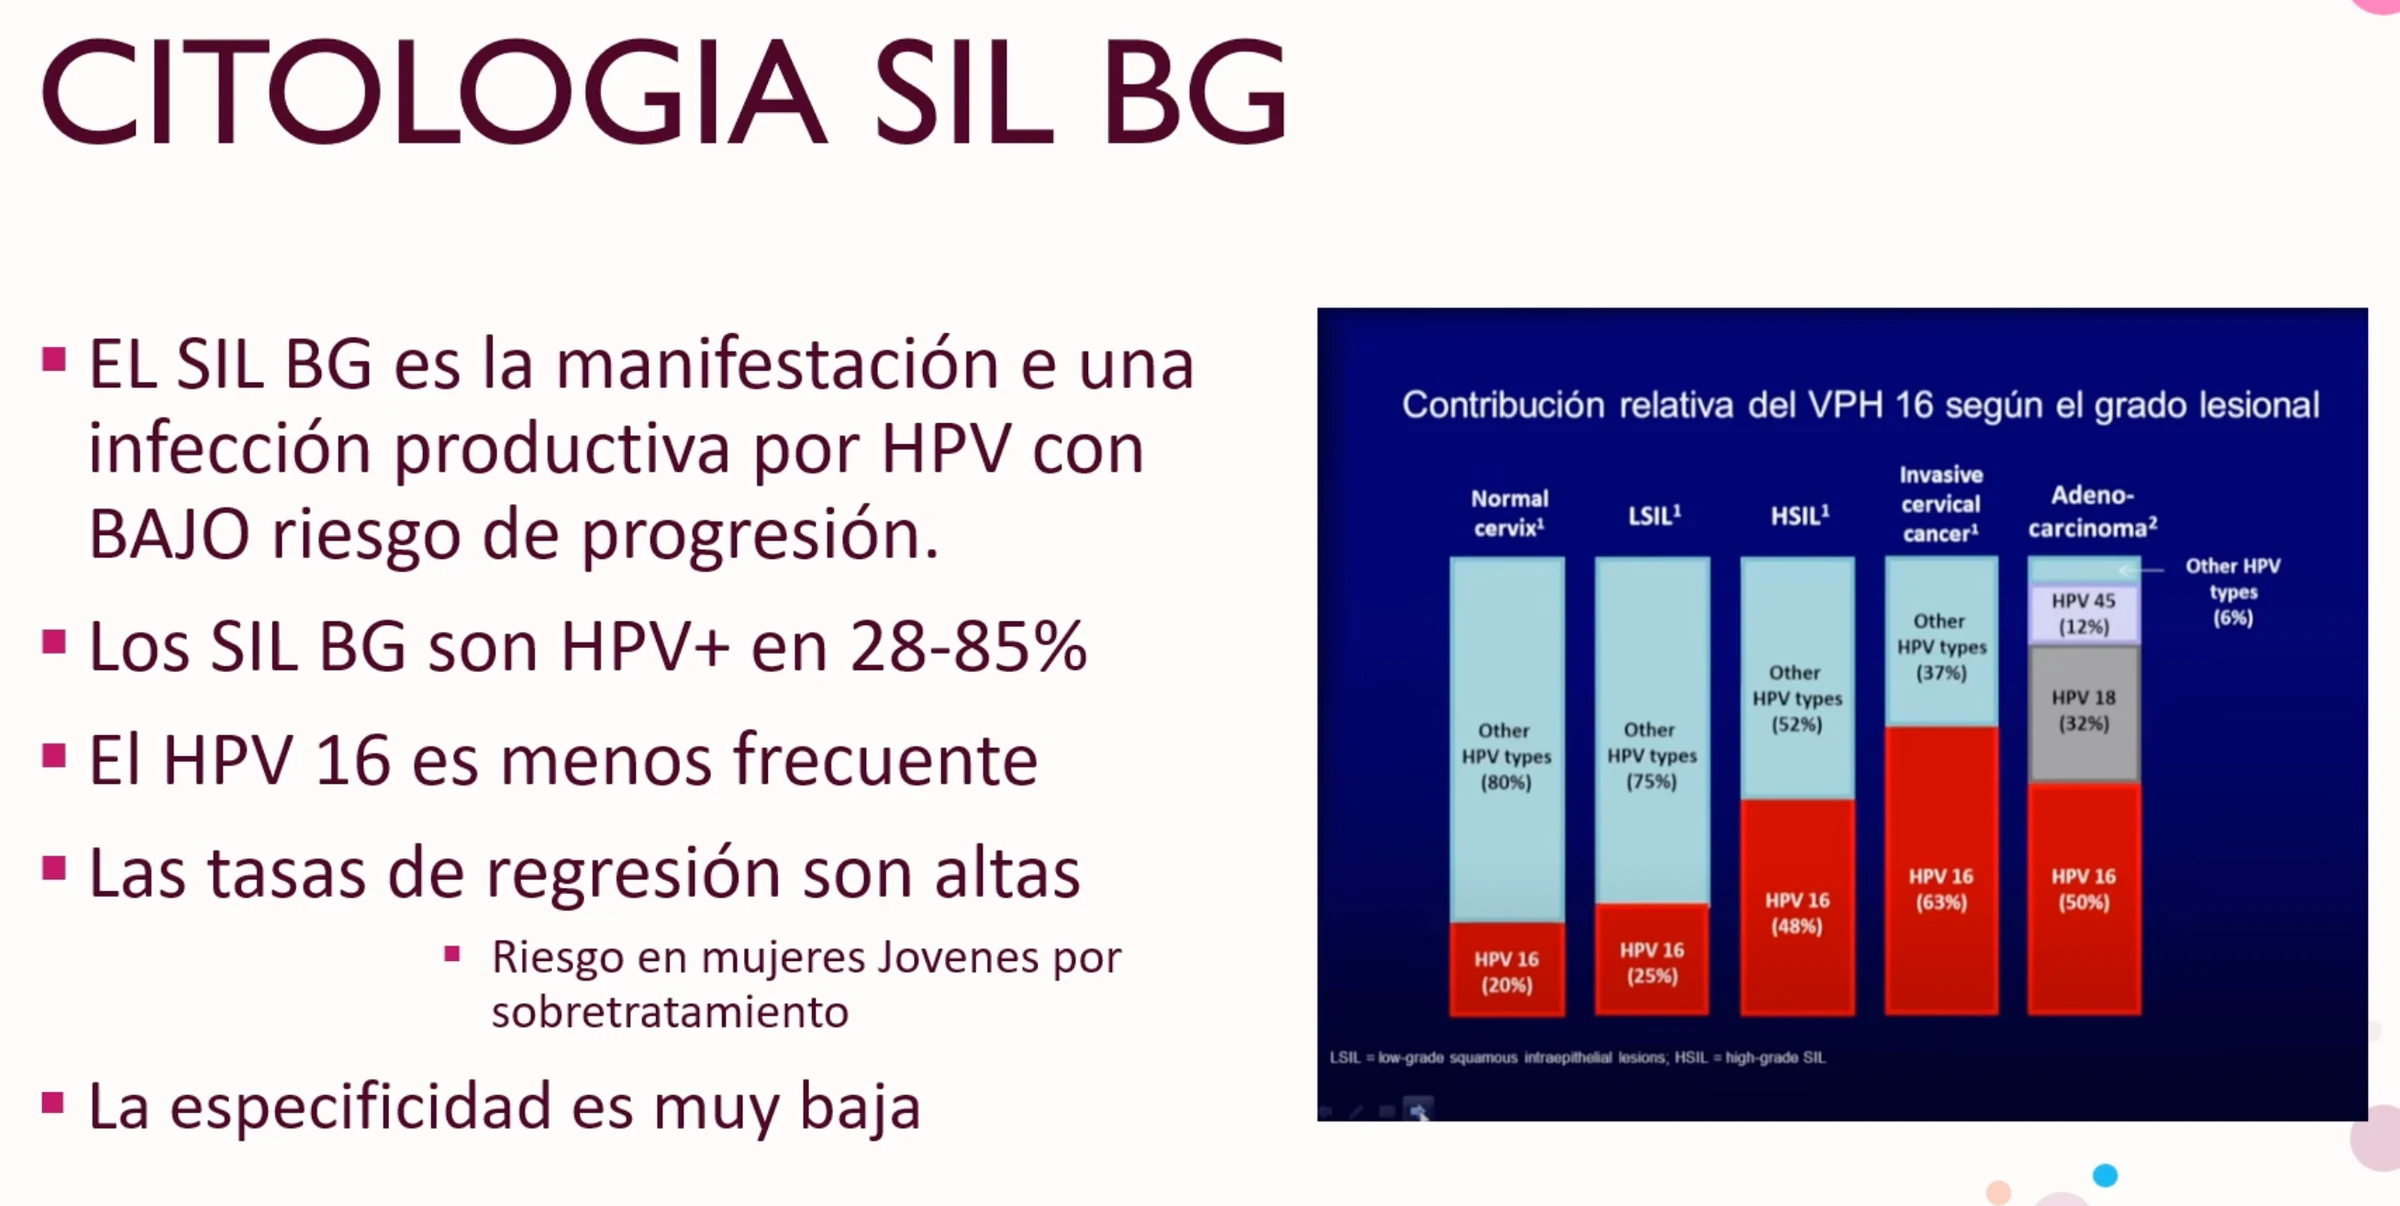 CITOLOGIA SIL BG
EL SIL BG es la manifestación e una
infección productiva por HPV con
BAJO riesgo de progresión.
Los SIL BG son HPV+ en 28-85%
El HPV 16 es menos frecuente
Las tasas de regresión son altas
Riesgo en mujeres Jovenes por
sobretratamiento
La especificidad es muy baja
Contribución relativa del VPH 16 según el grado lesional
Normal
cervix¹
Other
HPV types
(80%)
HPV 16
(20%)
LSIL¹
Other
HPV types
(75%)
HPV 16
(25%)
HSIL¹
Other
HPV types
(52%)
HPV 16
(48%)
Invasive
cervical
cancer¹
Other
HPV types
(37%)
HPV 16
(63%)
Adeno-
carcinoma²
Other HPV
types
(6%)
HPV 45
(12%)
HPV 18
(32%)
HPV 16
(50%)
LSIL = low-grade squamous intraepithelial lesions; HSIL = high-grade SIL